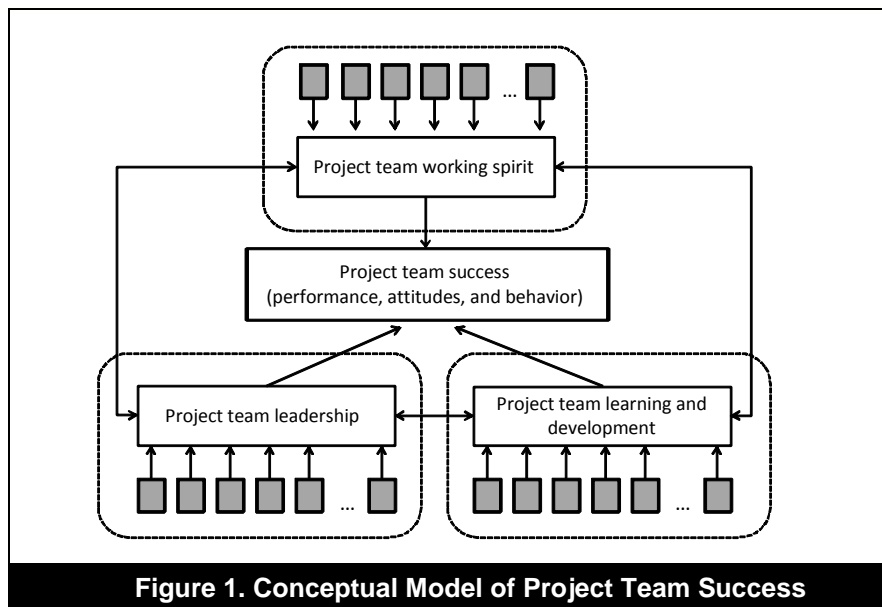 ...
Project team working spirit
Project team success
(performance, attitudes, and behavior)
Project team leadership
Project team learning and
development
...
...
Figure 1. Conceptual Model of Project Team Success